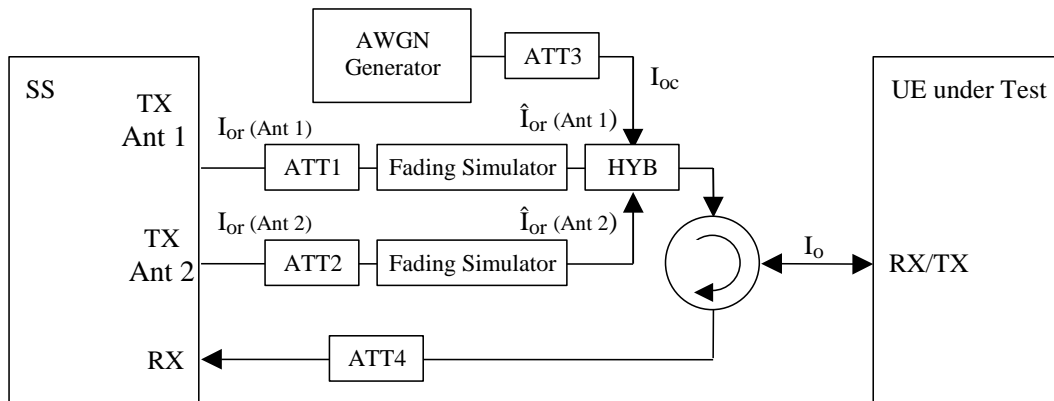 AWGN
Generator
ATT3
I_oc
SS
UE under Test
TX
Ant 1
I_or (Ant 1)
Î_or (Ant 1)
ATT1
Fading Simulator
HYB
TX
Ant 2
I_or (Ant 2)
Î_or (Ant 2)
ATT2
Fading Simulator
I_o
RX/TX
RX
ATT4